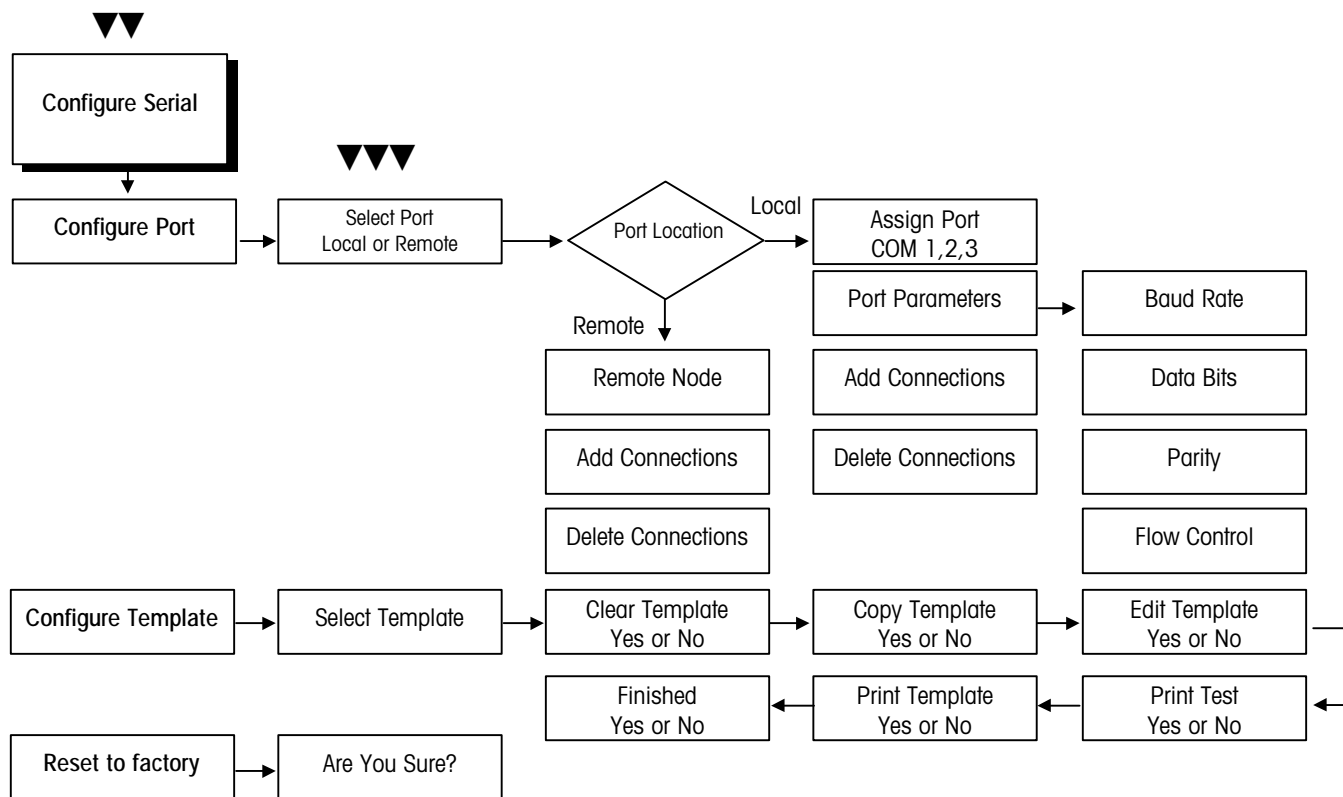 Configure Serial
Configure Port
Select Port
Local or Remote
Port Location
Local
Assign Port
COM 1,2,3
Port Parameters
Baud Rate
Remote
Remote Node
Add Connections
Data Bits
Add Connections
Delete Connections
Parity
Delete Connections
Flow Control
Configure Template
Select Template
Clear Template
Yes or No
Copy Template
Yes or No
Edit Template
Yes or No
Finished
Yes or No
Print Template
Yes or No
Print Test
Yes or No
Reset to factory
Are You Sure?